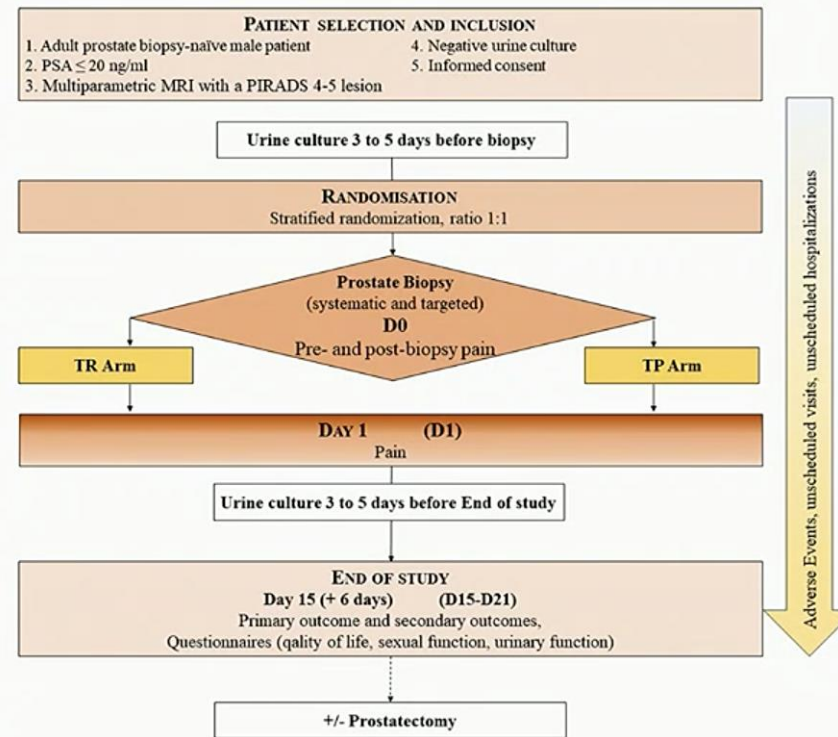 PATIENT SELECTION AND INCLUSION
1. Adult prostate biopsy-naïve male patient
2. PSA ≤ 20 ng/ml
3. Multiparametric MRI with a PIRADS 4-5 lesion
4. Negative urine culture
5. Informed consent
Urine culture 3 to 5 days before biopsy
RANDOMISATION
Stratified randomization, ratio 1:1
Prostate Biopsy
(systematic and targeted)
D0
Pre- and post-biopsy pain
TR Arm
TP Arm
DAY 1 (D1)
Pain
Urine culture 3 to 5 days before End of study
END OF STUDY
Day 15 (+ 6 days) (D15-D21)
Primary outcome and secondary outcomes,
Questionnaires (qality of life, sexual function, urinary function)
+/- Prostatectomy
Adverse Events, unscheduled visits, unscheduled hospitalizations